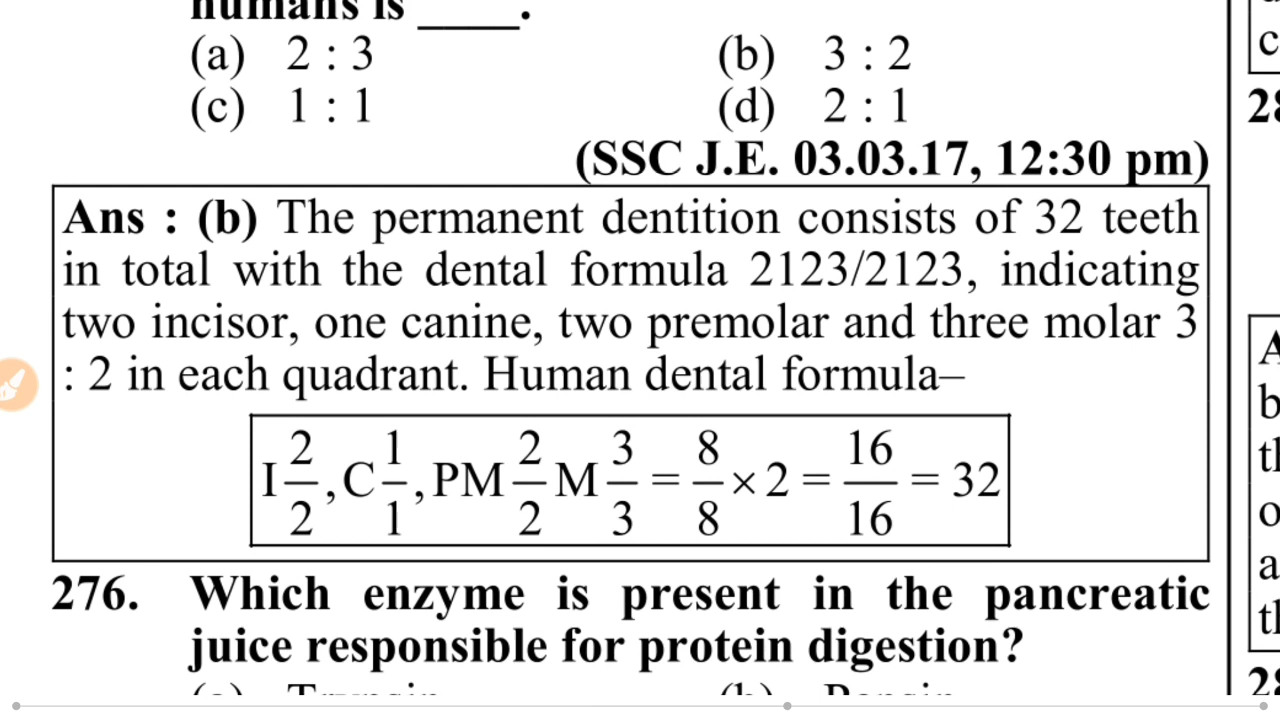 humans is ____.
(a) 2 : 3 (b) 3 : 2
(c) 1 : 1 (d) 2 : 1
(SSC J.E. 03.03.17, 12:30 pm)
Ans : (b) The permanent dentition consists of 32 teeth
in total with the dental formula 2123/2123, indicating
two incisor, one canine, two premolar and three molar 3
: 2 in each quadrant. Human dental formula–
I 2/2 , C 1/1 , PM 2/2 M 3/3 = 8/8 × 2 = 16/16 = 32
276. Which enzyme is present in the pancreatic
juice responsible for protein digestion?